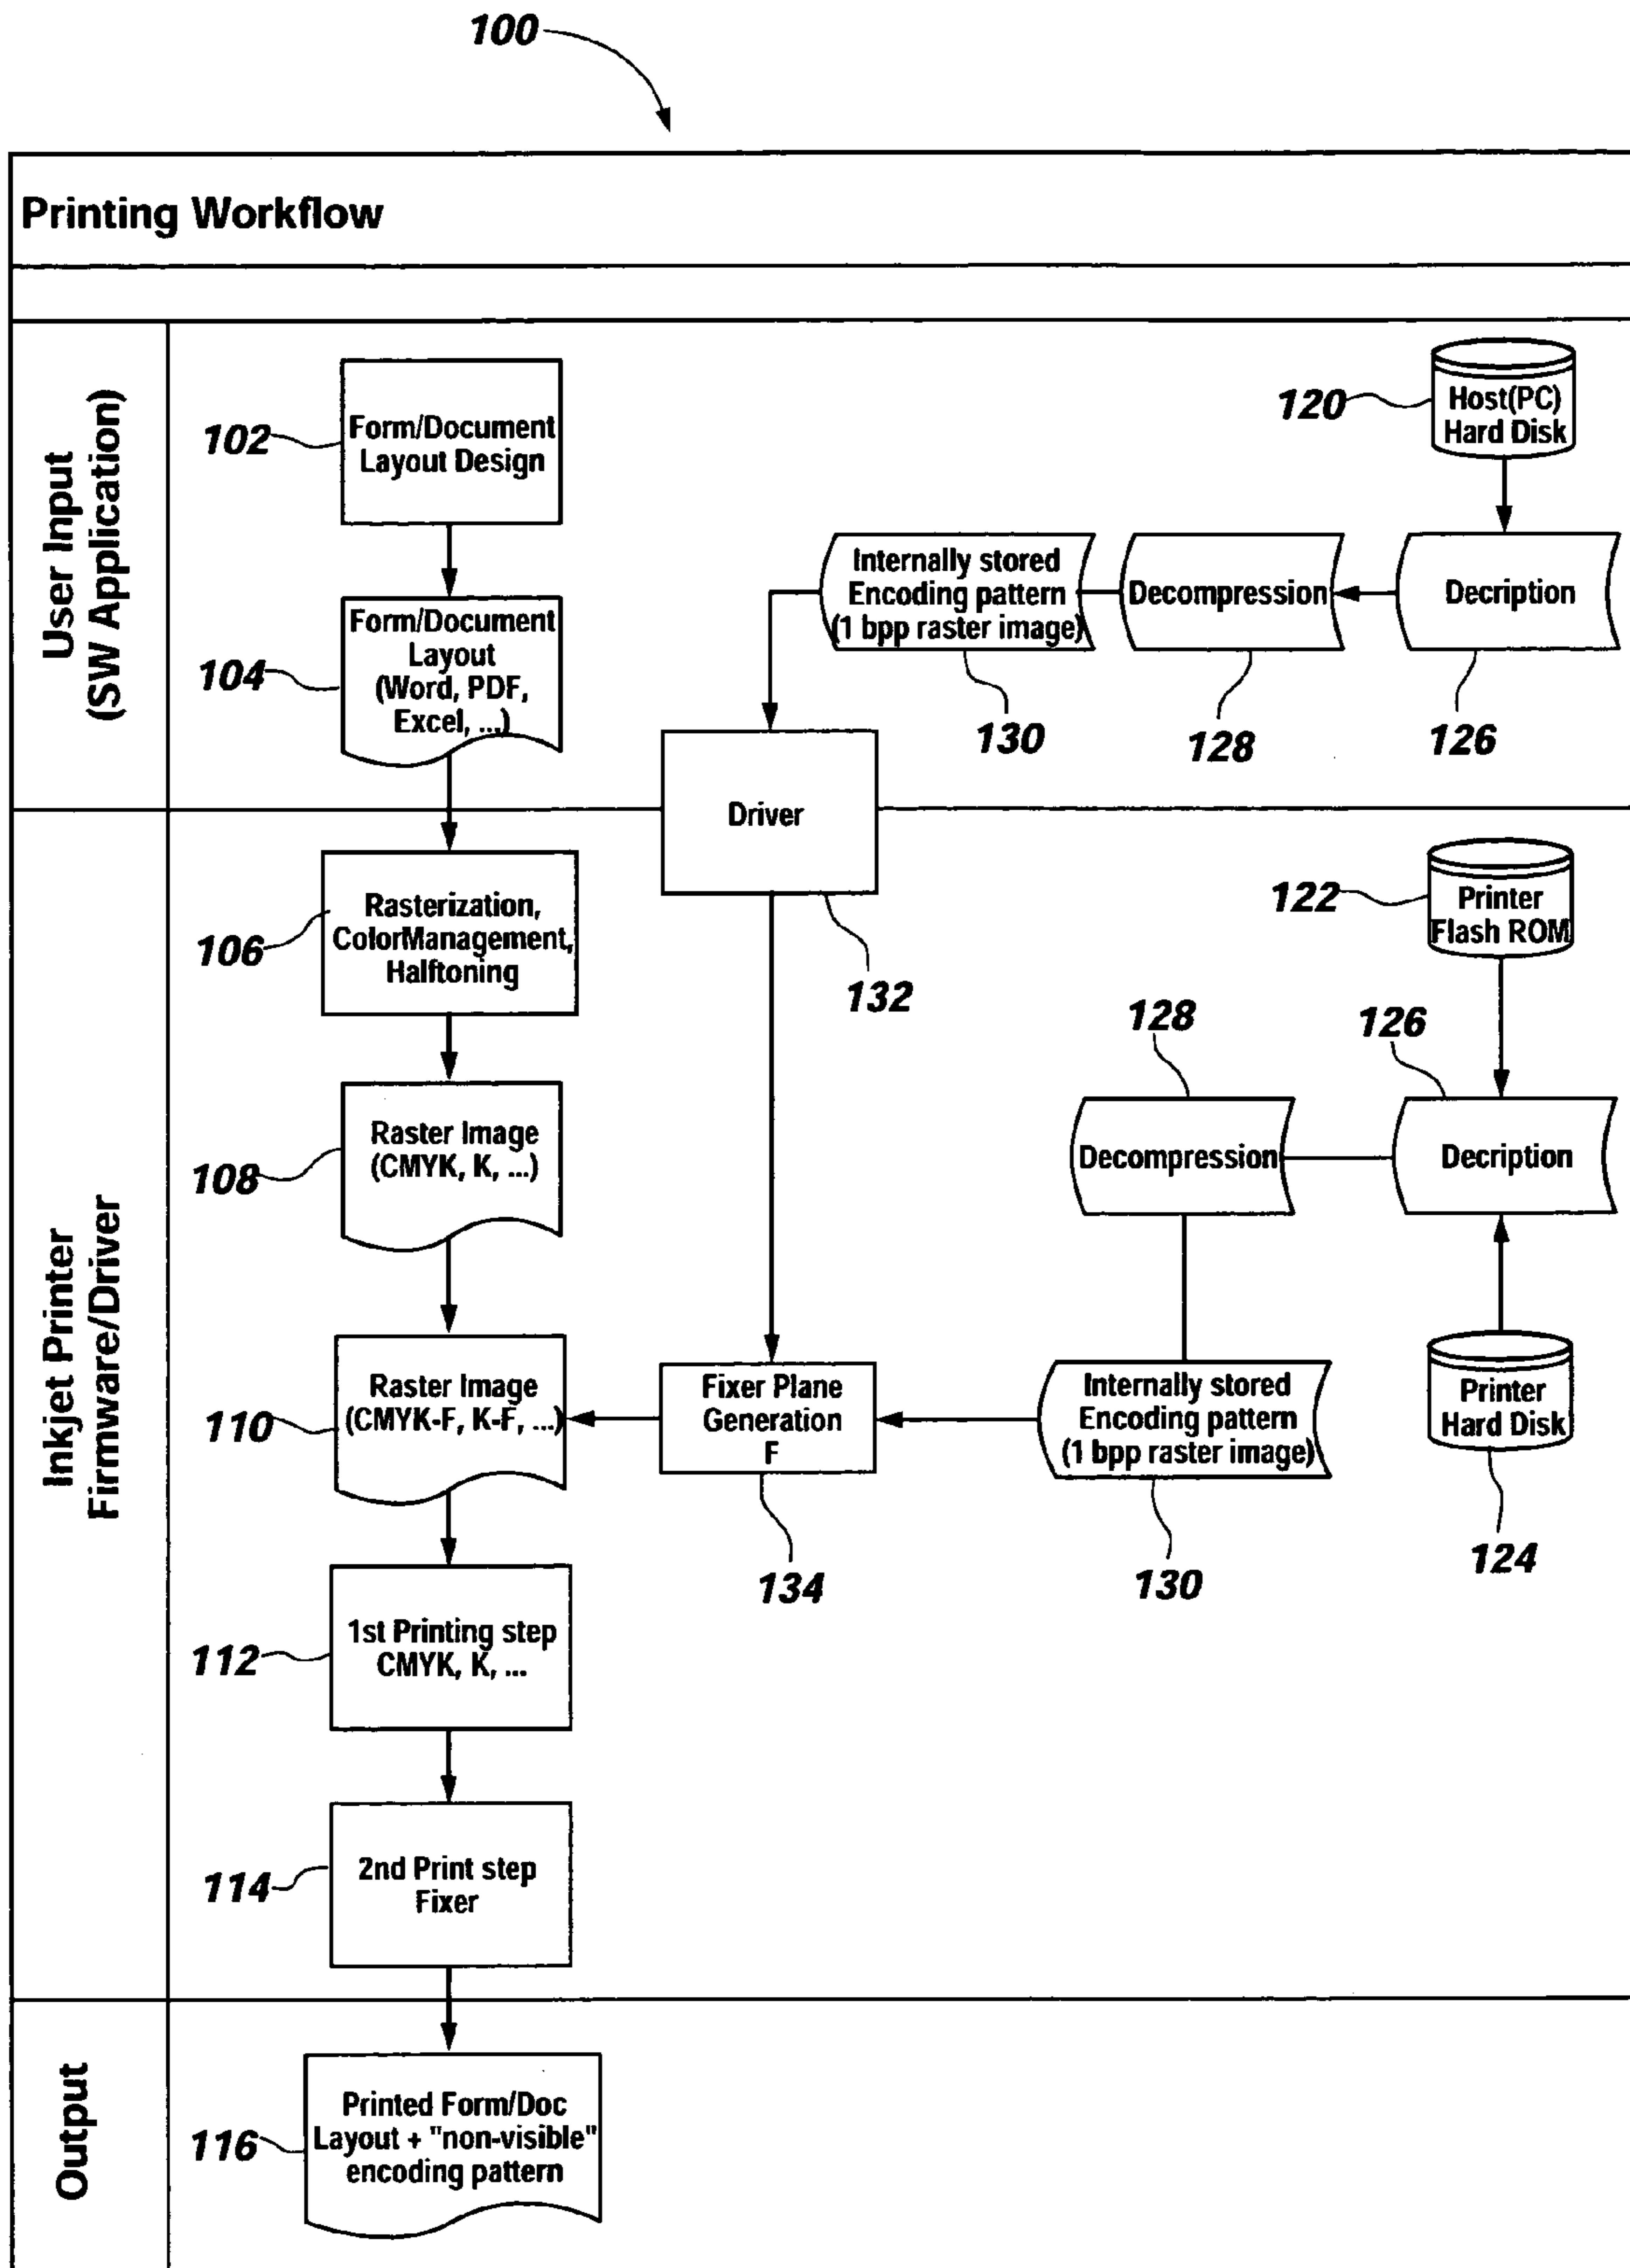 100
Printing Workflow
User Input
(SW Application)
102
Form/Document
Layout Design
104
Form/Document
Layout
(Word, PDF,
Excel, ...)
120
Host(PC)
Hard Disk
Internally stored
Encoding pattern
(1 bpp raster image)
Decompression
Decription
130
128
126
Driver
132
Inkjet Printer
Firmware/Driver
106
Rasterization,
ColorManagement,
Halftoning
122
Printer
Flash ROM
128
126
108
Raster Image
(CMYK, K, ...)
Decompression
Decription
110
Raster Image
(CMYK-F, K-F, ...)
Fixer Plane
Generation
F
134
Internally stored
Encoding pattern
(1 bpp raster image)
130
Printer
Hard Disk
124
112
1st Printing step
CMYK, K, ...
114
2nd Print step
Fixer
Output
116
Printed Form/Doc
Layout + "non-visible"
encoding pattern